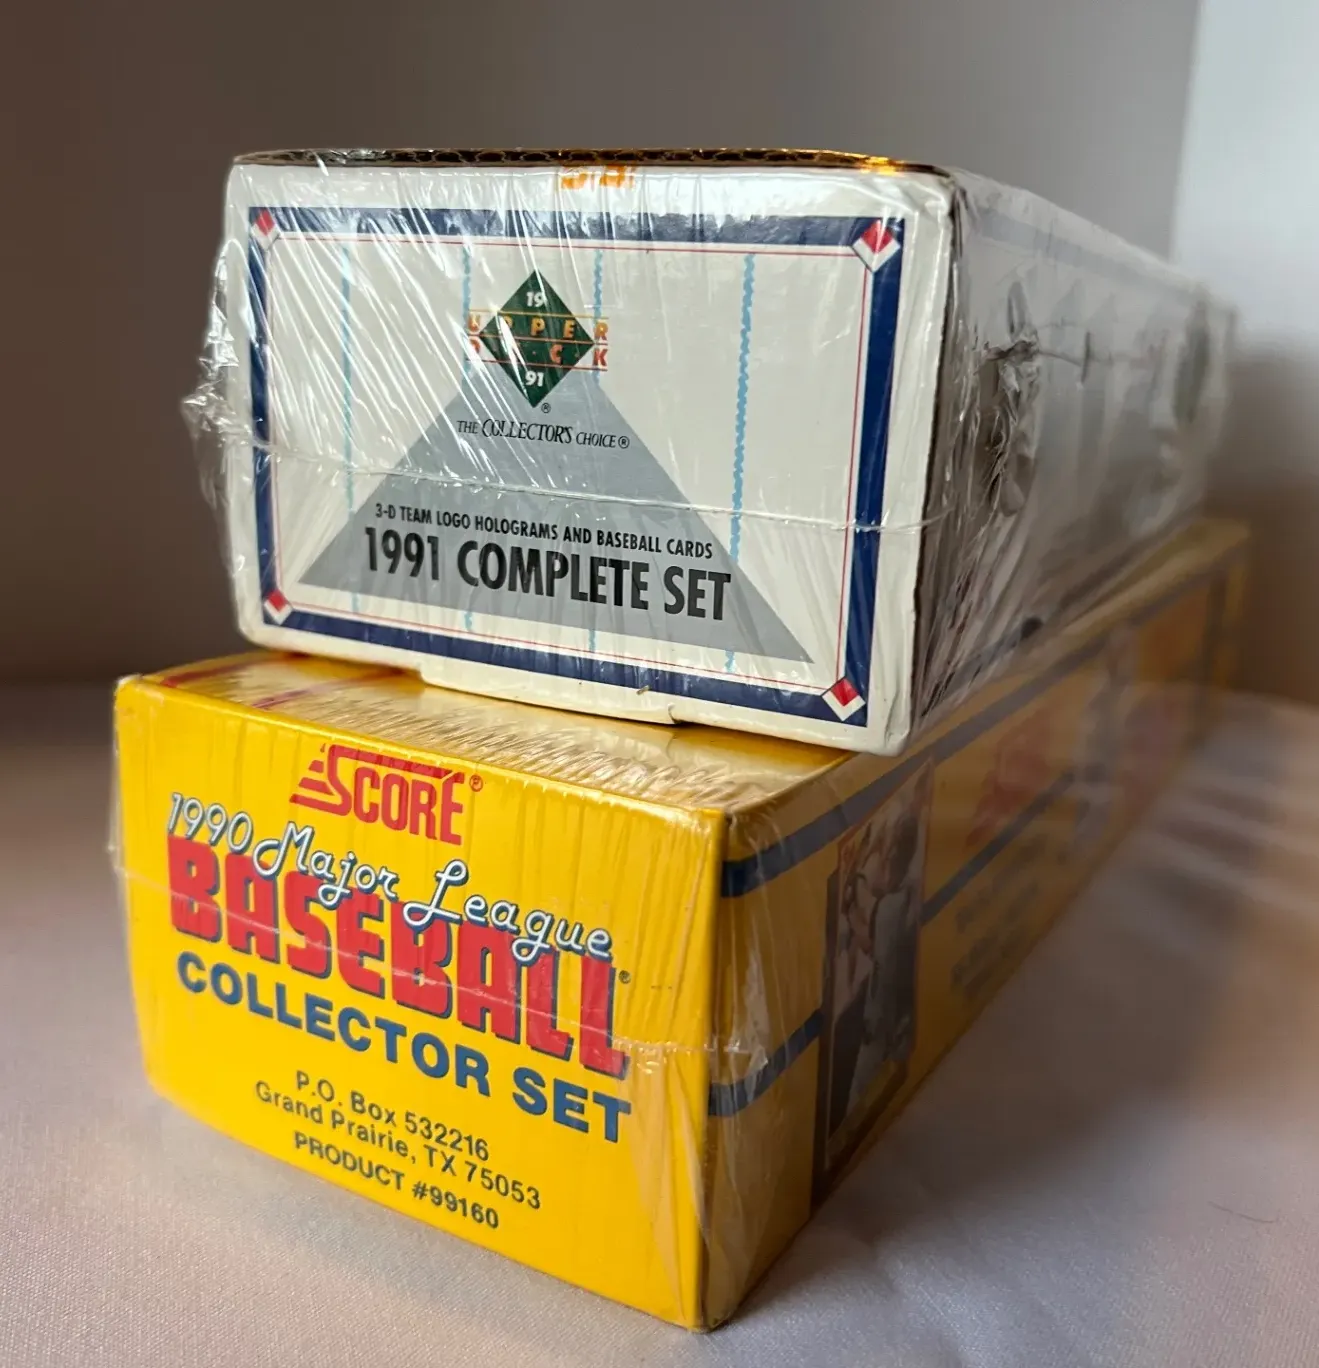 19
UPPER
DECK
91
®
THE COLLECTOR'S CHOICE®
3-D TEAM LOGO HOLOGRAMS AND BASEBALL CARDS
1991 COMPLETE SET
SCORE®
1990 Major League
BASEBALL®
COLLECTOR SET
P.O. Box 532216
Grand Prairie, TX 75053
PRODUCT #99160